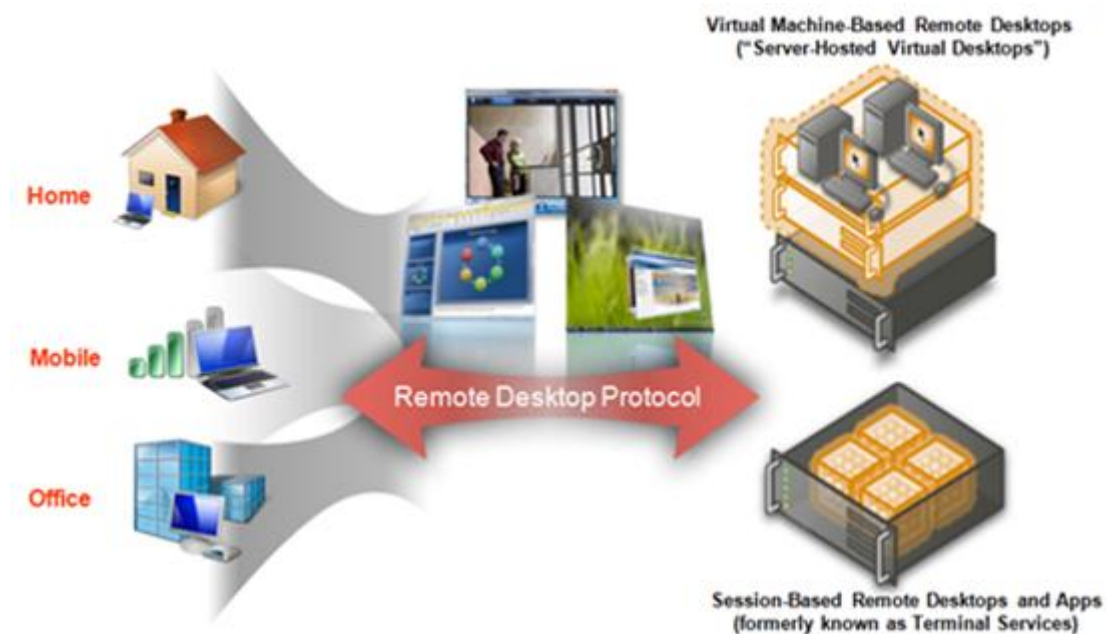 Virtual Machine-Based Remote Desktops
("Server-Hosted Virtual Desktops")
Home
Mobile
Remote Desktop Protocol
Office
Session-Based Remote Desktops and Apps
(formerly known as Terminal Services)